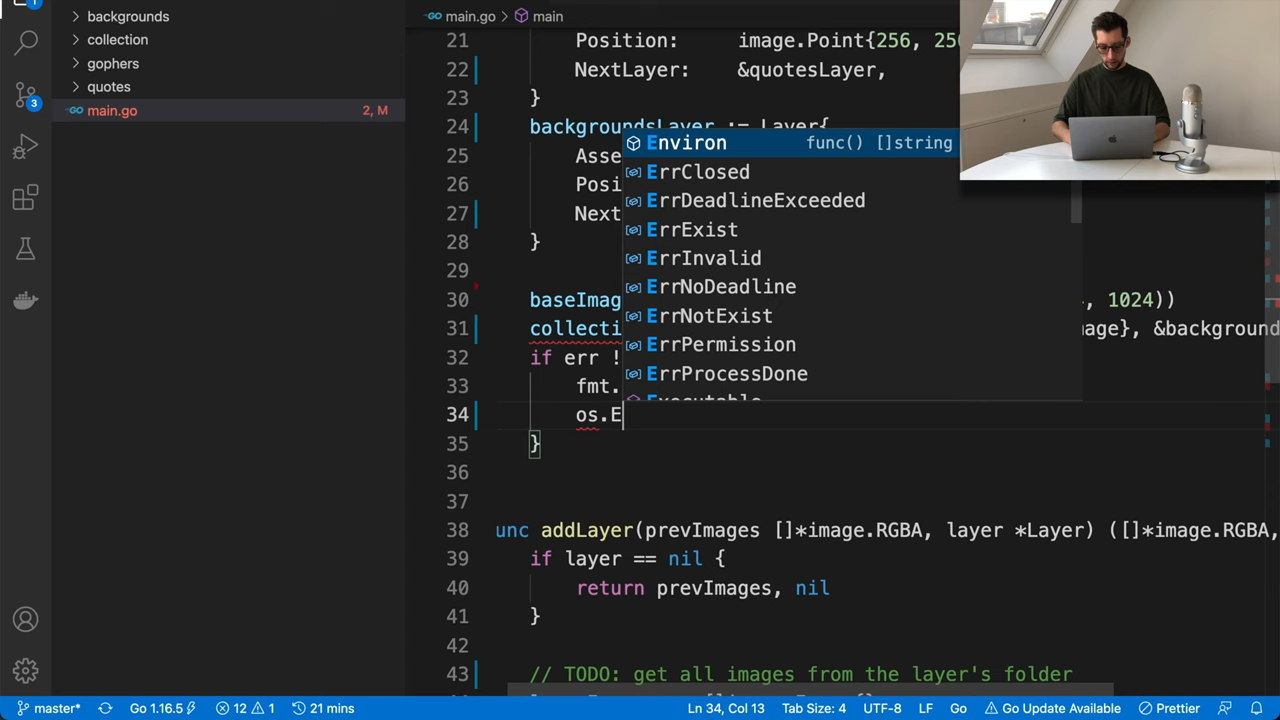 backgrounds
collection
gophers
quotes
main.go 2, M
3
main.go > main
21 Position: image.Point{256, 25
22 NextLayer: &quotesLayer,
23 }
24 backgroundsLayer := Layer{
25 Asse
26 Posi
27 Next
28 }
29
30 baseImag , 1024))
31 collecti mage}, &background
32 if err !
33 fmt.
34 os.E
35 }
36
37
38 unc addLayer(prevImages []*image.RGBA, layer *Layer) ([]*image.RGBA,
39 if layer == nil {
40 return prevImages, nil
41 }
42
43 // TODO: get all images from the layer's folder
Environ func() []string
ErrClosed
ErrDeadlineExceeded
ErrExist
ErrInvalid
ErrNoDeadline
ErrNotExist
ErrPermission
ErrProcessDone
Executable
master* Go 1.16.5 12 1 21 mins Ln 34, Col 13 Tab Size: 4 UTF-8 LF Go Go Update Available Prettier